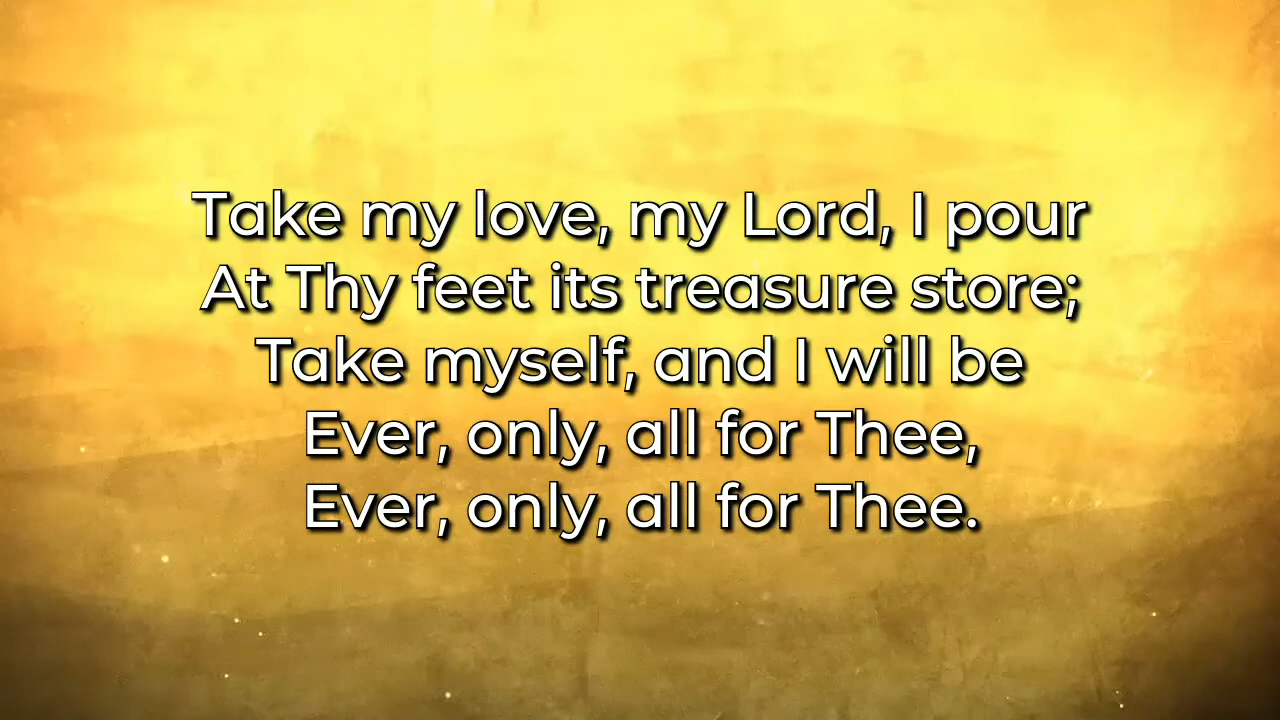 Take my love, my Lord, I pour
At Thy feet its treasure store;
Take myself, and I will be
Ever, only, all for Thee,
Ever, only, all for Thee.